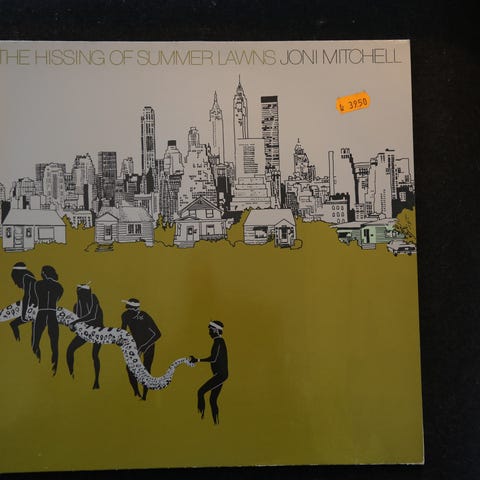 THE HISSING OF SUMMER LAWNS JONI MITCHELL
k 3950